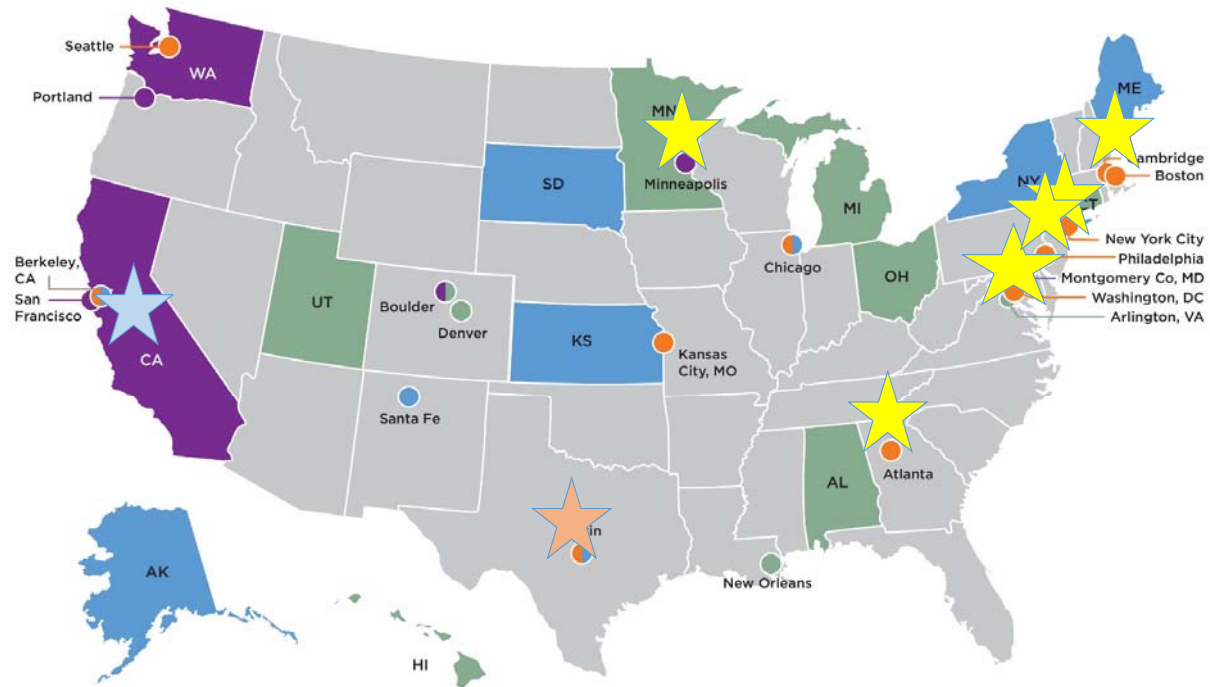 Seattle
WA
Portland
ME
MN
Minneapolis
SD
MI
NY
CT
Boston
New York City
Philadelphia
Montgomery Co, MD
Washington, DC
Arlington, VA
Chicago
OH
Berkeley,
CA
San
Francisco
CA
UT
Boulder
Denver
KS
Kansas
City, MO
Santa Fe
Atlanta
AL
New Orleans
AK
HI